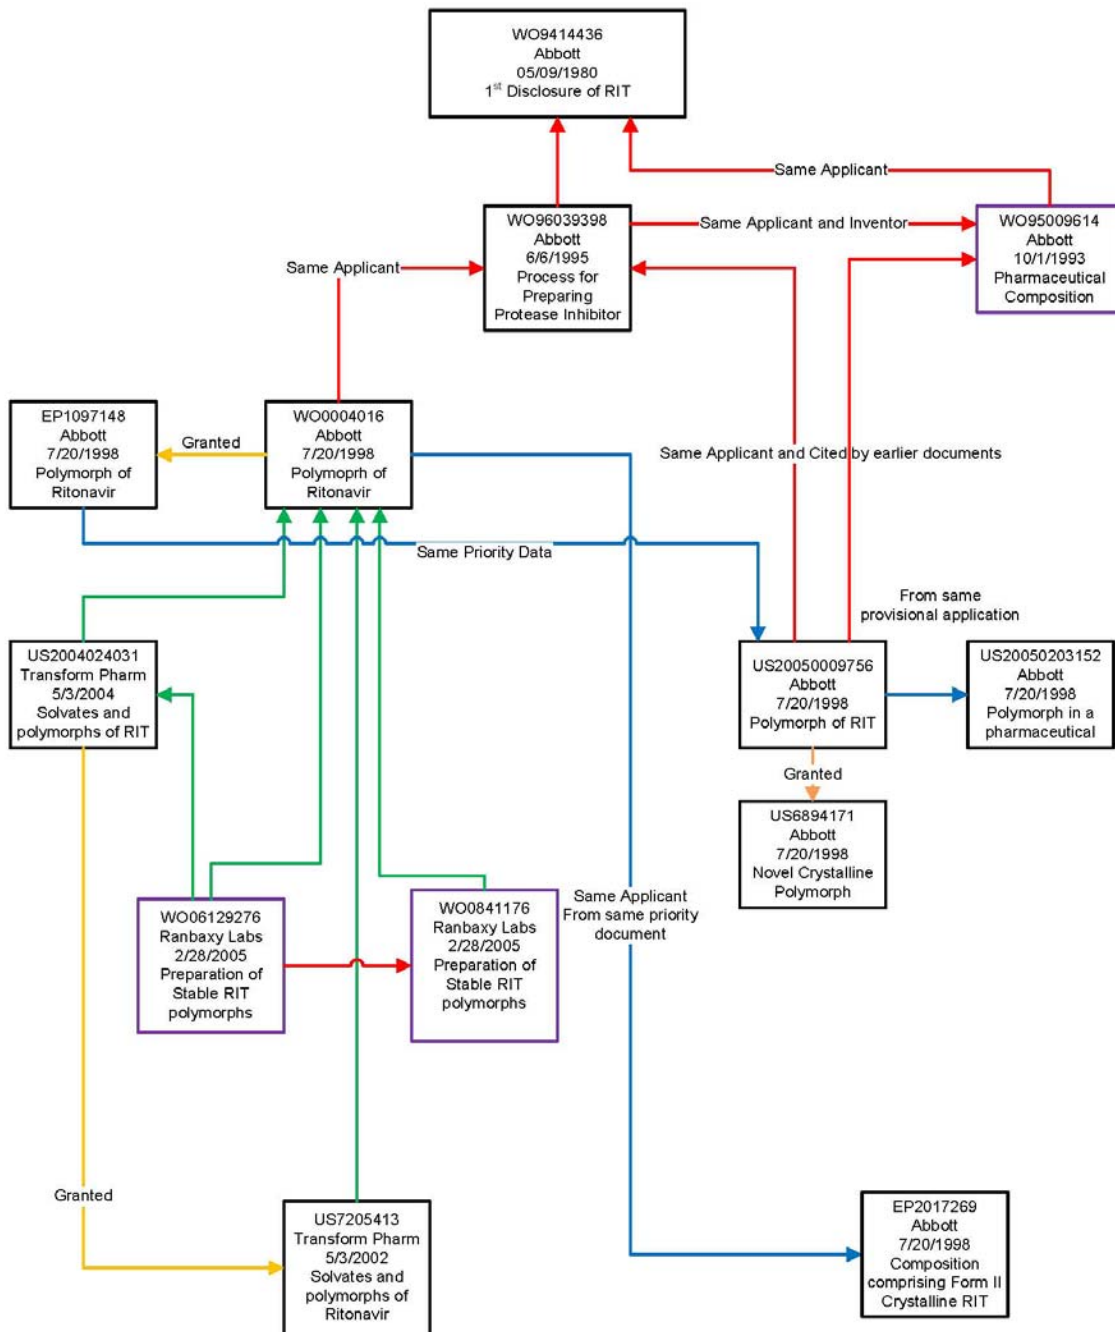 WO9414436
Abbott
05/09/1980
1st Disclosure of RIT
Same Applicant
WO96039398
Abbott
6/6/1995
Process for
Preparing
Protease Inhibitor
Same Applicant and Inventor
WO95009614
Abbott
10/1/1993
Pharmaceutical
Composition
Same Applicant
EP1097148
Abbott
7/20/1998
Polymorph of
Ritonavir
Granted
WO0004016
Abbott
7/20/1998
Polymoprh of
Ritonavir
Same Applicant and Cited by earlier documents
Same Priority Data
From same
provisional application
US2004024031
Transform Pharm
5/3/2004
Solvates and
polymorphs of RIT
US20050009756
Abbott
7/20/1998
Polymorph of RIT
US20050203152
Abbott
7/20/1998
Polymorph in a
pharmaceutical
Granted
US6894171
Abbott
7/20/1998
Novel Crystalline
Polymorph
WO06129276
Ranbaxy Labs
2/28/2005
Preparation of
Stable RIT
polymorphs
WO0841176
Ranbaxy Labs
2/28/2005
Preparation of
Stable RIT
polymorphs
Same Applicant
From same priority
document
Granted
US7205413
Transform Pharm
5/3/2002
Solvates and
polymorphs of
Ritonavir
EP2017269
Abbott
7/20/1998
Composition
comprising Form II
Crystalline RIT